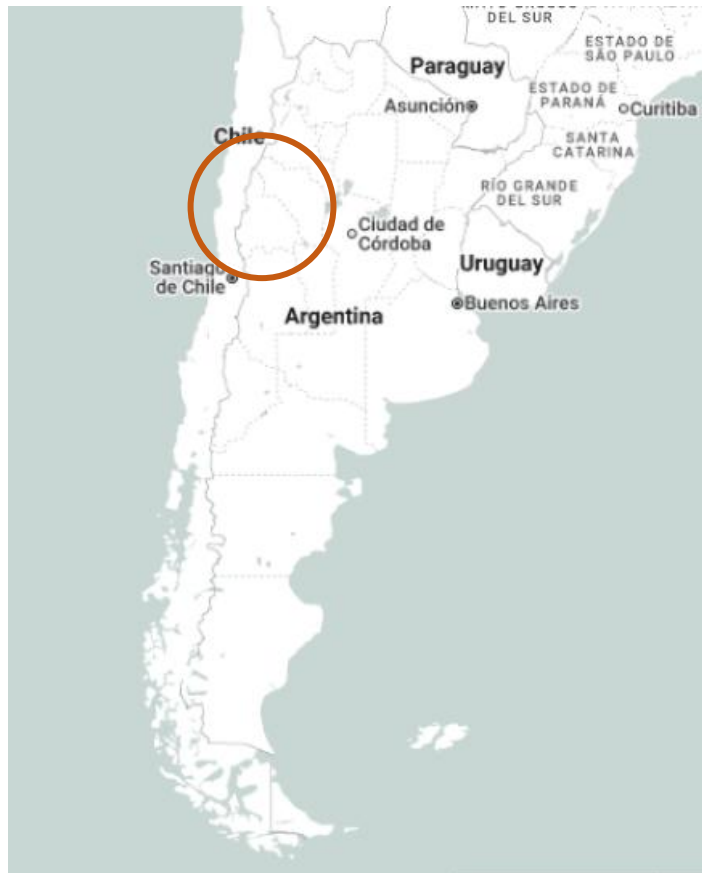 DEL SUR
ESTADO DE
SÃO PAULO
Paraguay
ESTADO DE
PARANÁ
Asunción
Curitiba
Chile
SANTA
CATARINA
RÍO GRANDE
DEL SUR
Ciudad de
Córdoba
Uruguay
Santiago
de Chile
Buenos Aires
Argentina